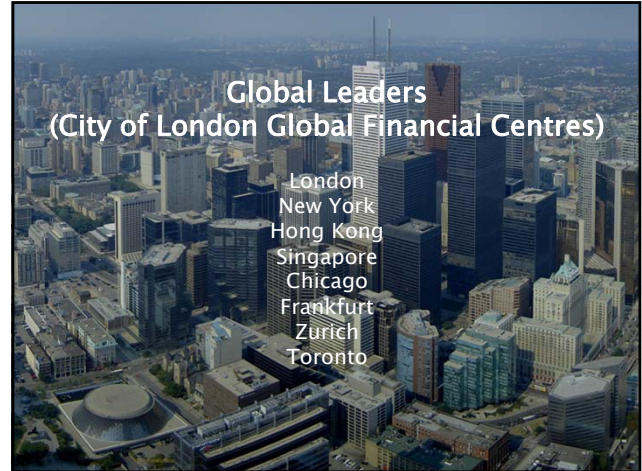 Global Leaders
(City of London Global Financial Centres)
London
New York
Hong Kong
Singapore
Chicago
Frankfurt
Zurich
Toronto